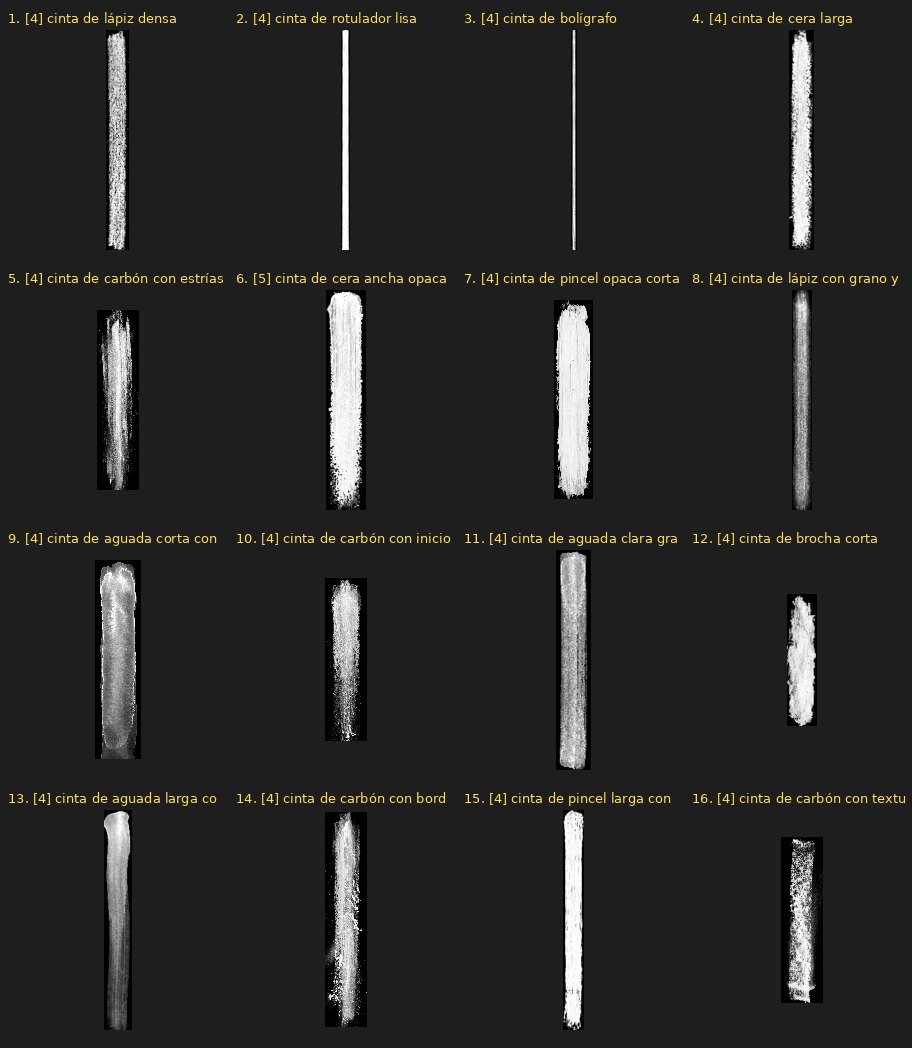 1. [4] cinta de lápiz densa
2. [4] cinta de rotulador lisa
3. [4] cinta de bolígrafo
4. [4] cinta de cera larga
5. [4] cinta de carbón con estrías
6. [5] cinta de cera ancha opaca
7. [4] cinta de pincel opaca corta
8. [4] cinta de lápiz con grano y
9. [4] cinta de aguada corta con
10. [4] cinta de carbón con inicio
11. [4] cinta de aguada clara gra
12. [4] cinta de brocha corta
13. [4] cinta de aguada larga co
14. [4] cinta de carbón con bord
15. [4] cinta de pincel larga con
16. [4] cinta de carbón con textu